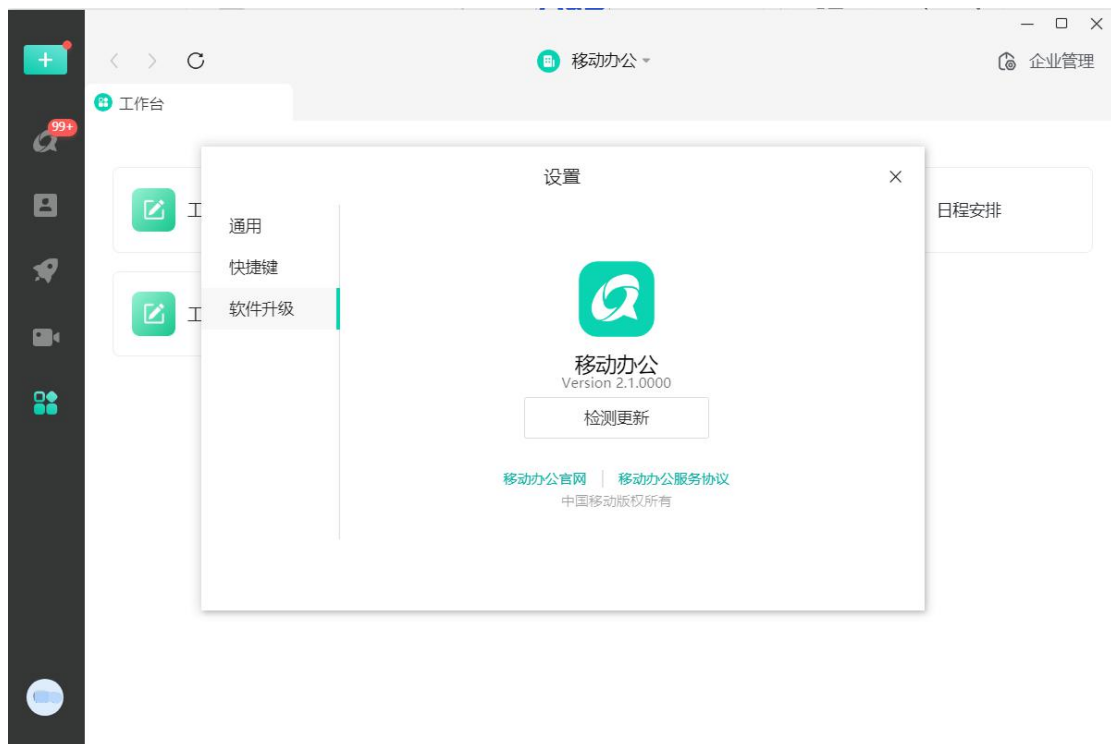 移动办公
企业管理
工作台
99+
设置
工
日程安排
通用
快捷键
软件升级
工
移动办公
Version 2.1.0000
检测更新
移动办公官网 移动办公服务协议
中国移动版权所有